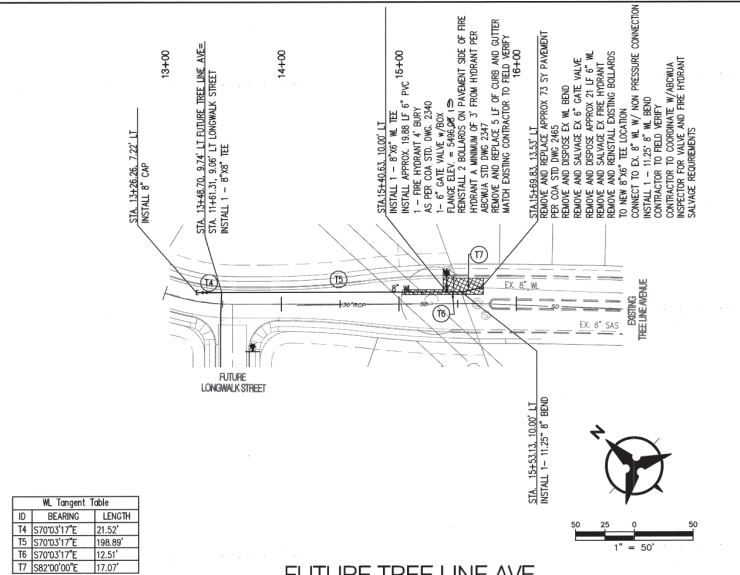 13+00
14+00
15+00
16+00
STA. 13+26.26, 7.22' LT
INSTALL 8" CAP
STA. 13+48.70, 9.74' LT FUTURE TREE LINE AVE=
STA. 11+61.31, 9.06' LT LONGWALK STREET
INSTALL 1 - 8"X8" TEE
STA.15+40.63, 10.00' LT
INSTALL 1 - 8"X6" WL TEE
INSTALL APPROX. 19.88 LF 6" PVC
1 - FIRE HYDRANT 4' BURY
AS PER COA STD. DWG. 2340
1- 6" GATE VALVE w/BOX
FLANGE ELEV. = 5496
REINSTALL 2 BOLLARDS ON PAVEMENT SIDE OF FIRE
HYDRANT A MINIMUM OF 3' FROM HYDRANT PER
ABCWUA STD DWG 2347
REMOVE AND REPLACE 5 LF OF CURB AND GUTTER
MATCH EXISTING CONTRACTOR TO FIELD VERIFY
STA.15+69.83, 13.53' LT
REMOVE AND REPLACE APPROX 73 SY PAVEMENT
PER COA STD DWG 2465
REMOVE AND DISPOSE EX WL BEND
REMOVE AND SALVAGE EX 6" GATE VALVE
REMOVE AND DISPOSE APPROX 21 LF 6" WL
REMOVE AND SALVAGE EX FIRE HYDRANT
REMOVE AND REINSTALL EXISTING BOLLARDS
TO NEW 8"X6" TEE LOCATION
CONNECT TO EX. 8" WL W/ NON PRESSURE CONNECTION
INSTALL 1 - 11.25° 8" WL BEND
CONTRACTOR TO FIELD VERIFY
CONTRACTOR TO COORDINATE W/ABCWUA
INSPECTOR FOR VALVE AND FIRE HYDRANT
SALVAGE REQUIREMENTS
T4
T5
T7
8" WL
EX. 8" WL
36"RCP
SD
SD
T6
EX. 8" SAS
EXISTING
TREE LINE AVENUE
FUTURE
LONGWALK STREET
STA. 15+53.13, 10.00' LT
INSTALL 1- 11.25° 8" BEND
N
WL Tangent Table
ID BEARING LENGTH
T4 S70°03'17"E 21.52'
T5 S70°03'17"E 198.89'
T6 S70°03'17"E 12.51'
T7 S82°00'00"E 17.07'
50 25 0 50
1" = 50'
FUTURE TREE LINE AVE